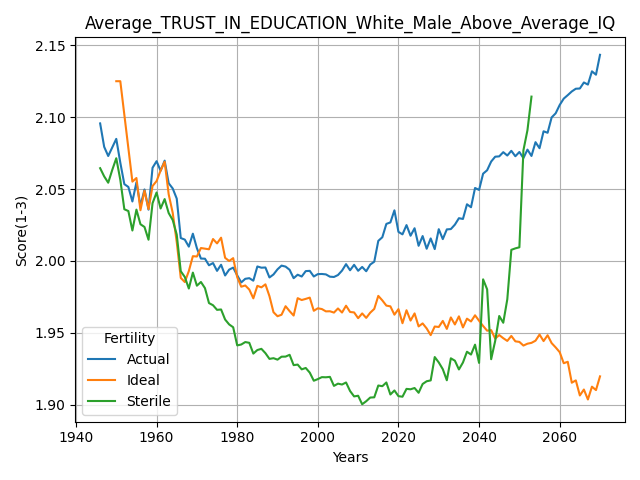 Average_TRUST_IN_EDUCATION_White_Male_Above_Average_IQ
2.15
2.10
2.05
2.00
1.95
1.90
Score(1-3)
Fertility
Actual
Ideal
Sterile
1940
1960
1980
2000
2020
2040
2060
Years